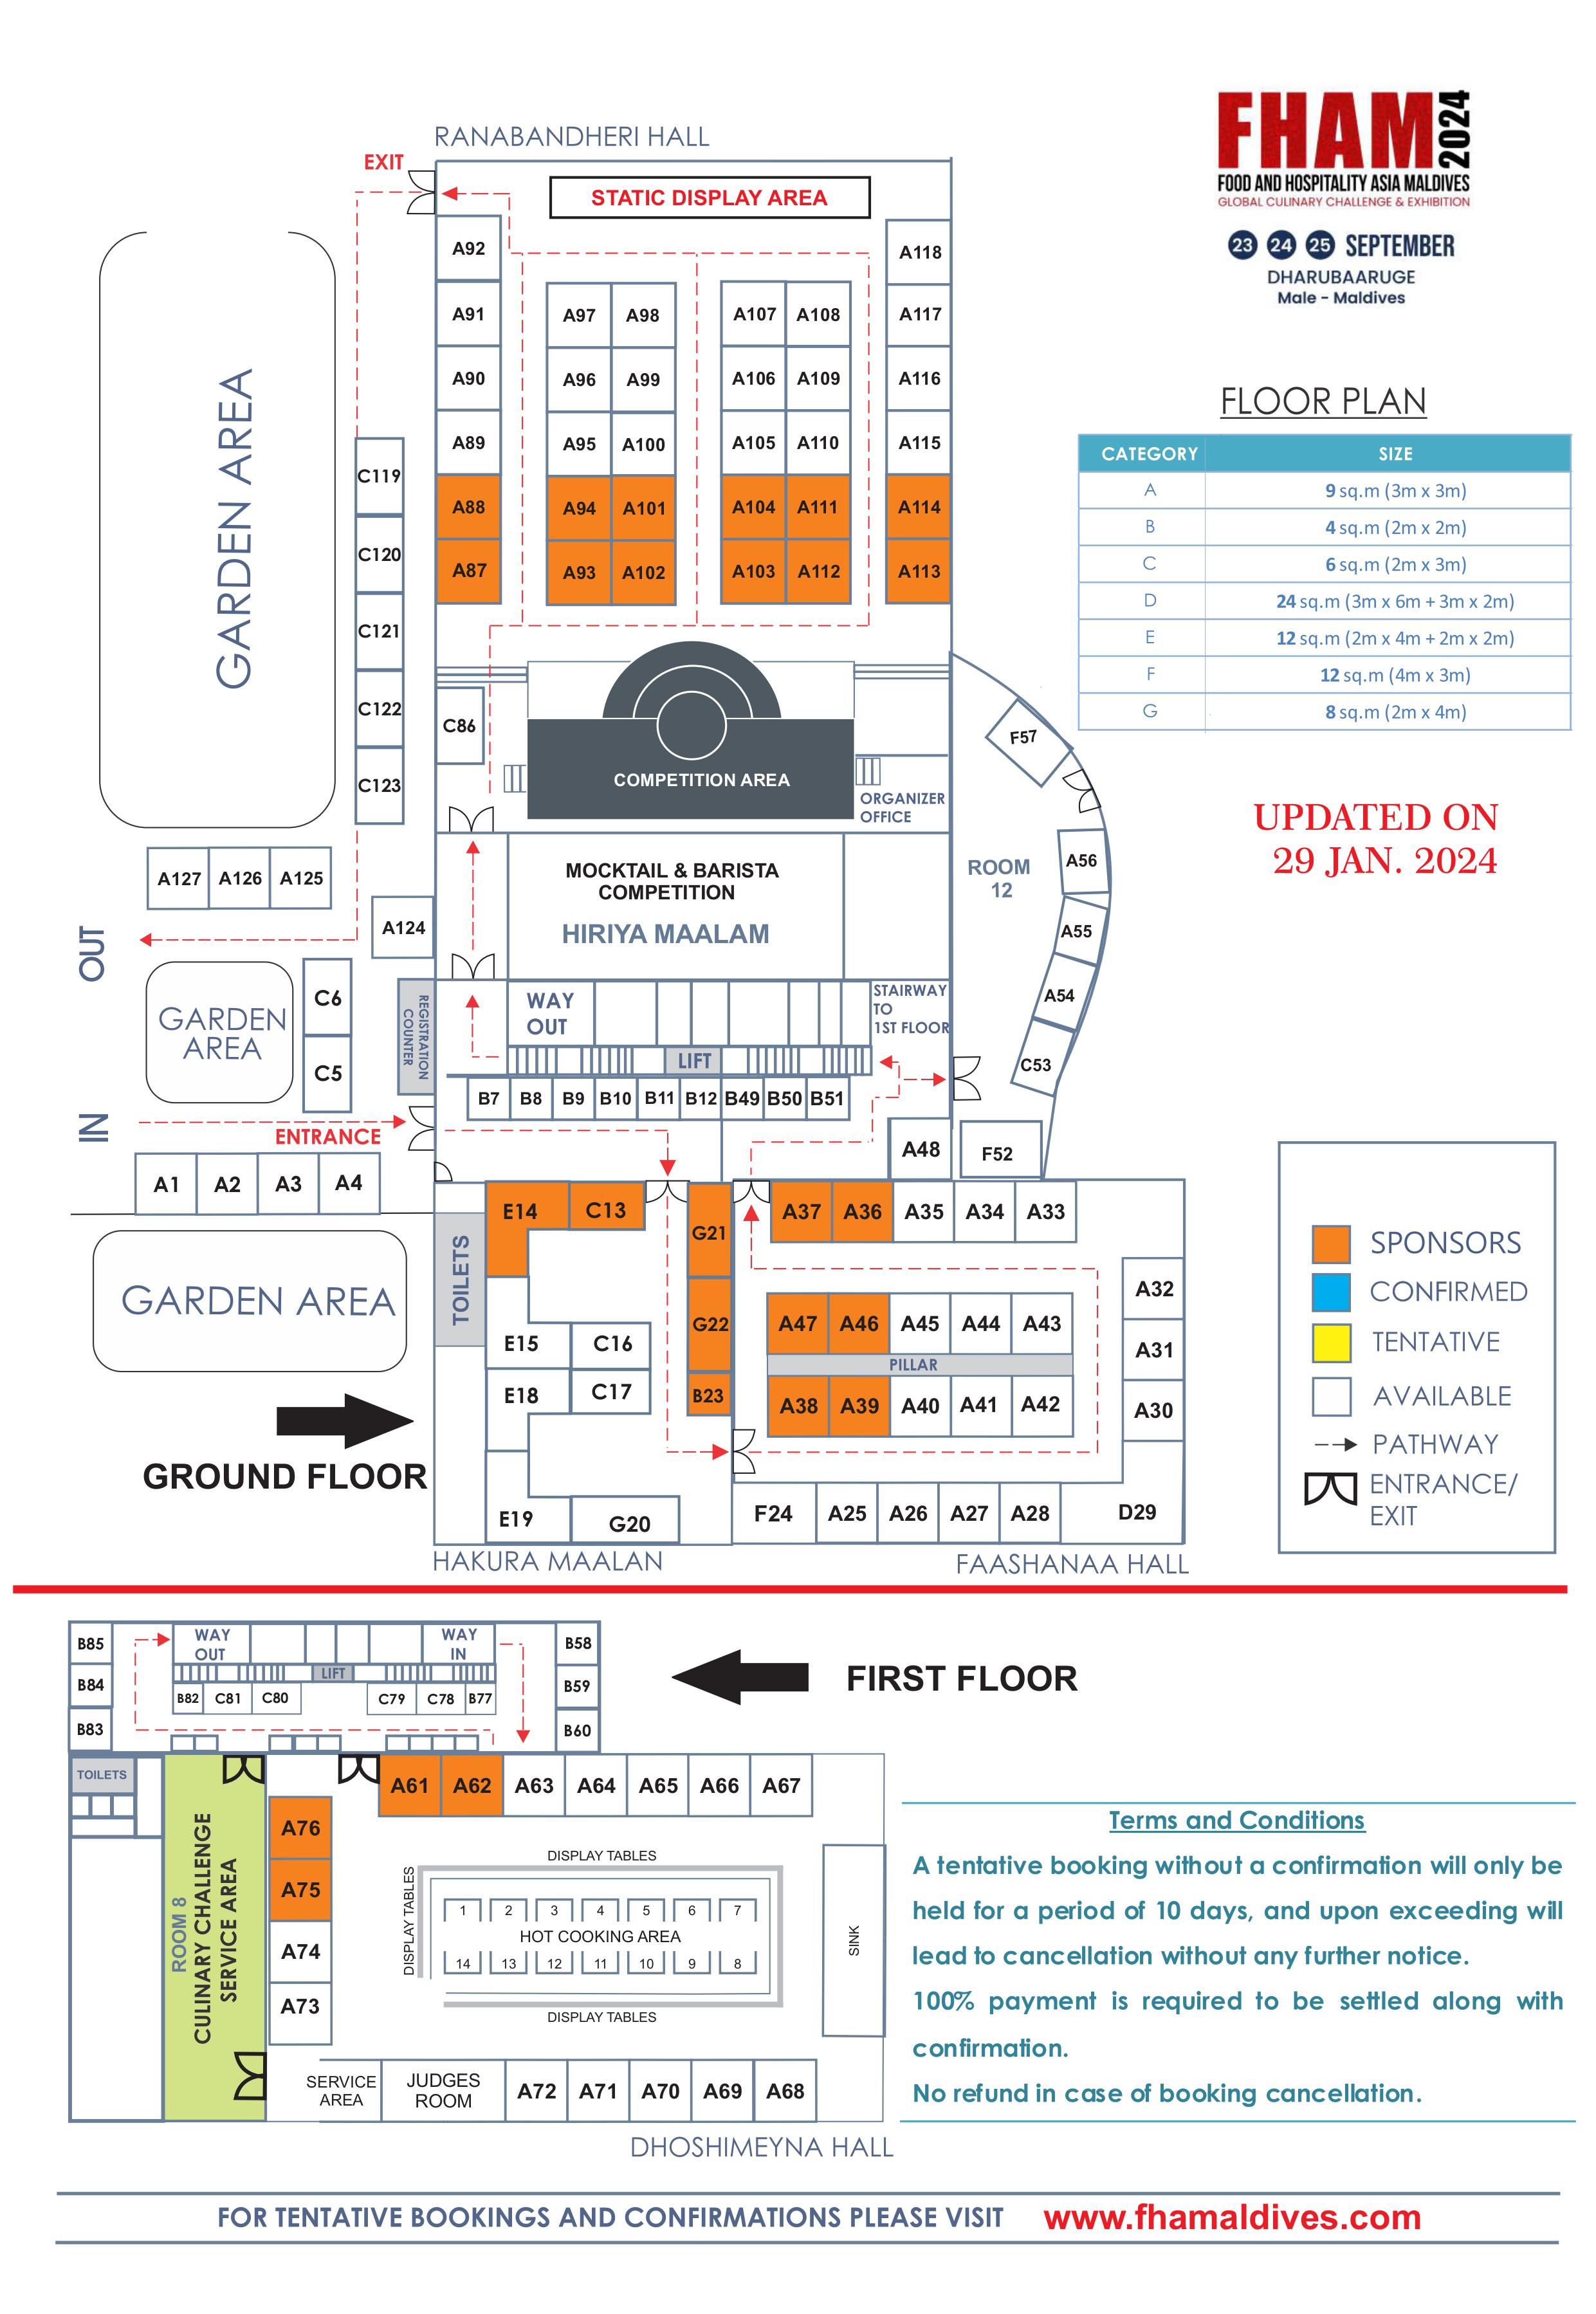 RANABANDHERI HALL
EXIT
STATIC DISPLAY AREA
FHAM 2024
FOOD AND HOSPITALITY ASIA MALDIVES
GLOBAL CULINARY CHALLENGE & EXHIBITION
23 24 25 SEPTEMBER
DHARUBAARUGE
Male - Maldives
A92
A118
A91
A97 A98
A107 A108
A117
A90
A96 A99
A106 A109
A116
A89
A95 A100
A105 A110
A115
A88
A94 A101
A104 A111
A114
A87
A93 A102
A103 A112
A113
GARDEN AREA
C119
C120
C121
C122
C123
FLOOR PLAN
CATEGORY SIZE
A 9 sq.m (3m x 3m)
B 4 sq.m (2m x 2m)
C 6 sq.m (2m x 3m)
D 24 sq.m (3m x 6m + 3m x 2m)
E 12 sq.m (2m x 4m + 2m x 2m)
F 12 sq.m (4m x 3m)
G 8 sq.m (2m x 4m)
UPDATED ON
29 JAN. 2024
C86
COMPETITION AREA
ORGANIZER
OFFICE
F57
A56
A55
A54
C53
ROOM
12
MOCKTAIL & BARISTA
COMPETITION
HIRIYA MAALAM
A127 A126 A125
A124
OUT
GARDEN
AREA
C6
C5
REGISTRATION
COUNTER
WAY
OUT
STAIRWAY
TO
1ST FLOOR
LIFT
B7 B8 B9 B10 B11 B12 B49 B50 B51
IN
ENTRANCE
A48
F52
A1 A2 A3 A4
GARDEN AREA
TOILETS
E14 C13
G21
A37 A36 A35 A34 A33
A32
G22
A47 A46 A45 A44 A43
E15 C16
PILLAR
A31
E18 C17
B23
A38 A39 A40 A41 A42
A30
E19 G20
F24 A25 A26 A27 A28 D29
GROUND FLOOR
HAKURA MAALAN
FAASHANAA HALL
SPONSORS
CONFIRMED
TENTATIVE
AVAILABLE
PATHWAY
ENTRANCE/
EXIT
B85
B84
B83
WAY
OUT
WAY
IN
LIFT
B82 C81 C80 C79 C78 B77
B58
B59
B60
FIRST FLOOR
TOILETS
A61 A62 A63 A64 A65 A66 A67
ROOM 8
CULINARY CHALLENGE
SERVICE AREA
A76
A75
A74
A73
DISPLAY TABLES
DISPLAY TABLES
1 2 3 4 5 6 7
HOT COOKING AREA
14 13 12 11 10 9 8
DISPLAY TABLES
SINK
SERVICE
AREA
JUDGES
ROOM
A72 A71 A70 A69 A68
DHOSHIMEYNA HALL
Terms and Conditions
A tentative booking without a confirmation will only be
held for a period of 10 days, and upon exceeding will
lead to cancellation without any further notice.
100% payment is required to be settled along with
confirmation.
No refund in case of booking cancellation.
FOR TENTATIVE BOOKINGS AND CONFIRMATIONS PLEASE VISIT www.fhamaldives.com